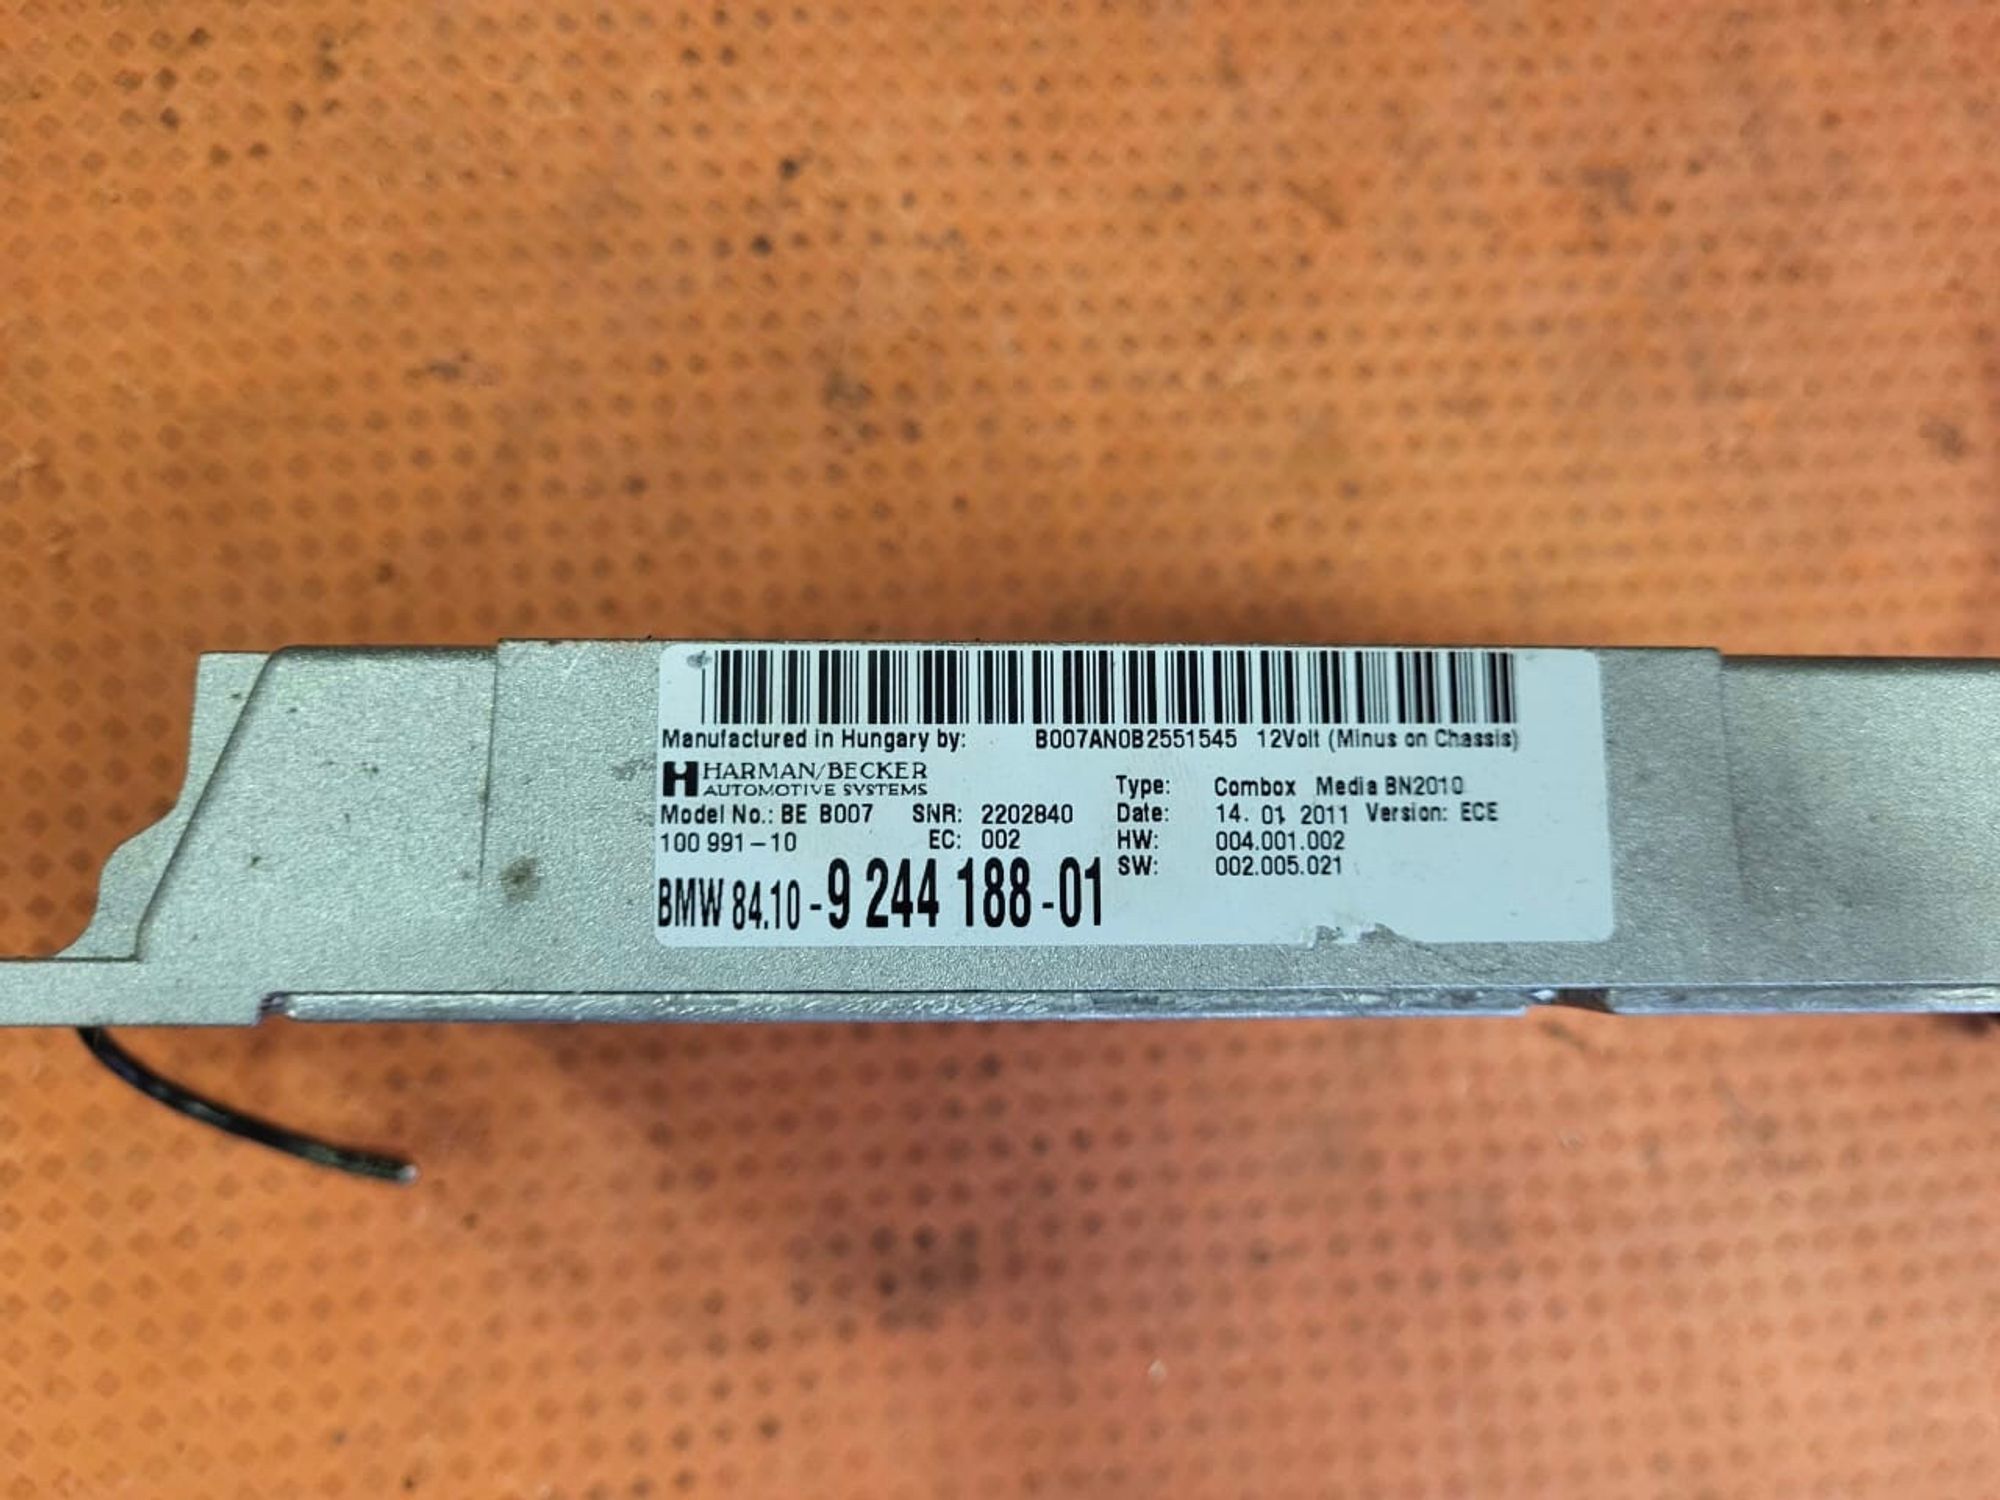 Manufactured in Hungary by: B007AN0B2551545 12Volt (Minus on Chassis)
HARMAN/BECKER
AUTOMOTIVE SYSTEMS
Type: Combox Media BN2010
Model No.: BE B007 SNR: 2202840 Date: 14. 01 2011 Version: ECE
100 991-10 EC: 002 HW: 004.001.002
SW: 002.005.021
BMW 84.10-9 244 188-01